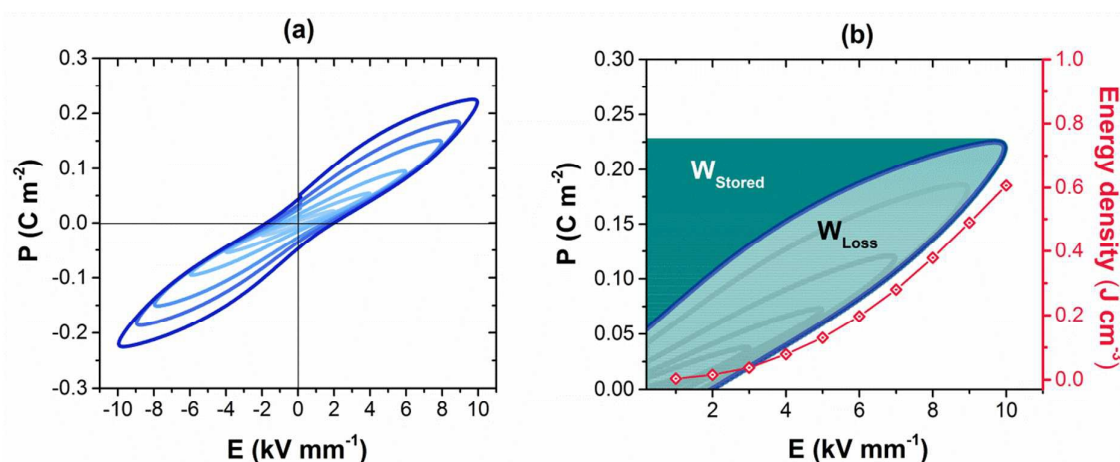 (a)
0.3
0.2
0.1
0.0
-0.1
-0.2
-0.3
P (C m⁻²)
-10 -8 -6 -4 -2 0 2 4 6 8 10
E (kV mm⁻¹)
(b)
0.30
0.25
0.20
0.15
0.10
0.05
0.00
P (C m⁻²)
W Stored
W Loss
2 4 6 8 10
E (kV mm⁻¹)
1.0
0.8
0.6
0.4
0.2
0.0
Energy density (J cm⁻³)